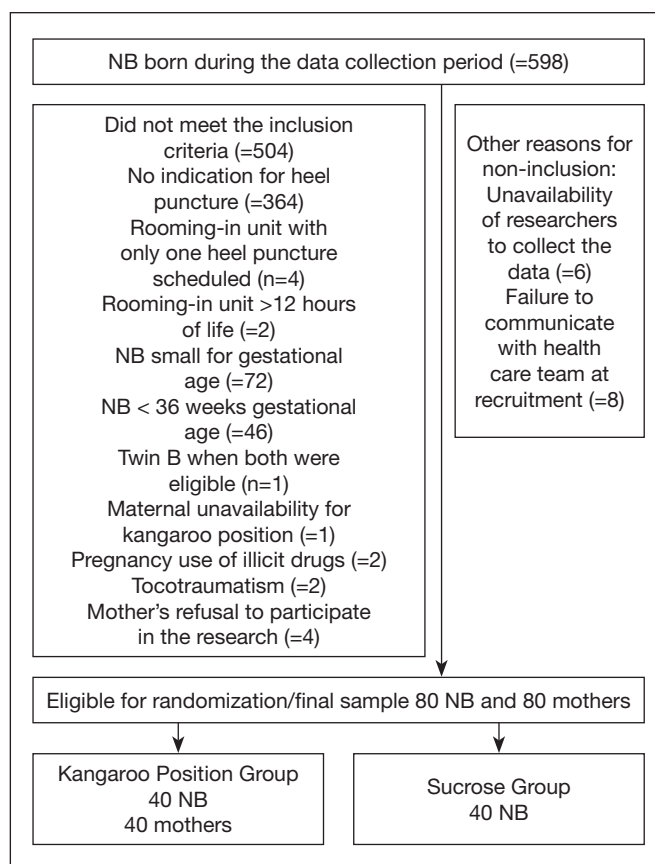 NB born during the data collection period (=598)
Did not meet the inclusion
criteria (=504)
No indication for heel
puncture (=364)
Rooming-in unit with
only one heel puncture
scheduled (n=4)
Rooming-in unit >12 hours
of life (=2)
NB small for gestational
age (=72)
NB < 36 weeks gestational
age (=46)
Twin B when both were
eligible (n=1)
Maternal unavailability for
kangaroo position (=1)
Pregnancy use of illicit drugs (=2)
Tocotraumatism (=2)
Mother's refusal to participate
in the research (=4)
Other reasons for
non-inclusion:
Unavailability
of researchers
to collect the
data (=6)
Failure to
communicate
with health
care team at
recruitment (=8)
Eligible for randomization/final sample 80 NB and 80 mothers
Kangaroo Position Group
40 NB
40 mothers
Sucrose Group
40 NB